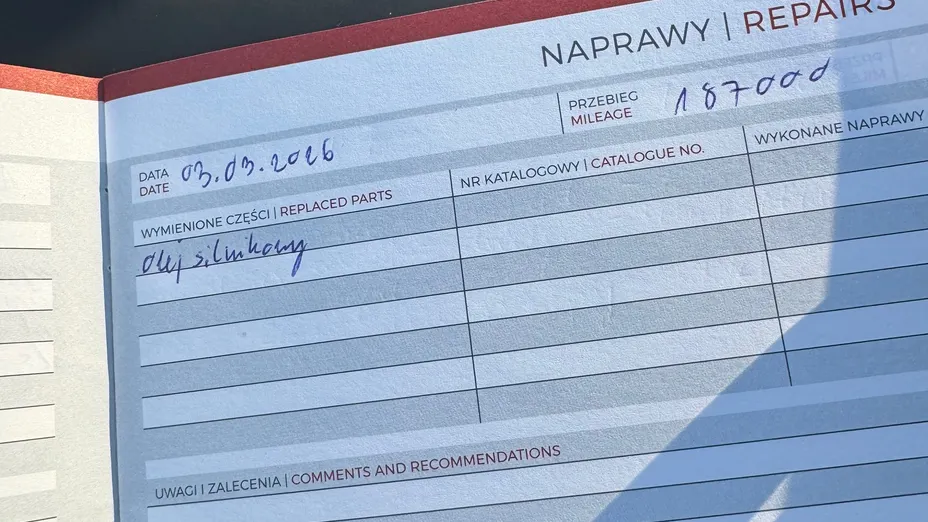 NAPRAWY | REPAIRS
PRZEBIEG
MILEAGE
187000
DATA
DATE
03.03.2026
WYMIENIONE CZĘŚCI | REPLACED PARTS
NR KATALOGOWY | CATALOGUE NO.
WYKONANE NAPRAWY
olej silnikowy
UWAGI I ZALECENIA | COMMENTS AND RECOMMENDATIONS